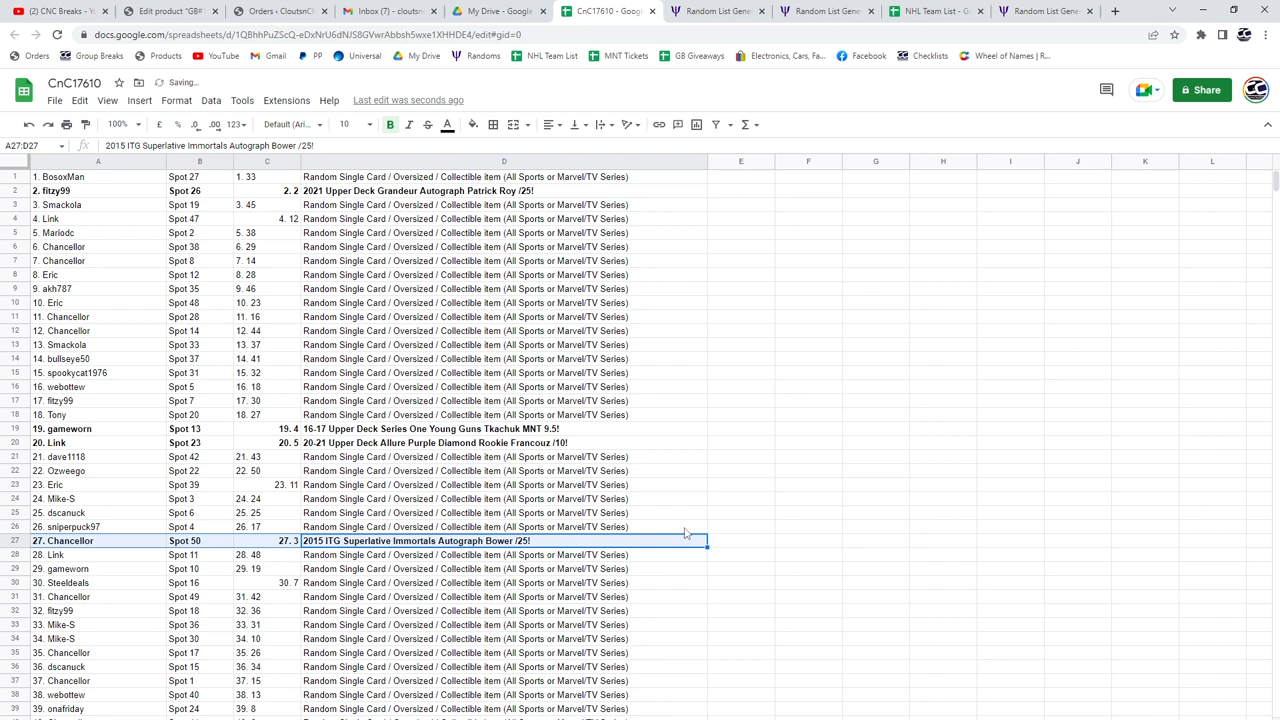 CNC Breaks - Y
Edit product "GB#
Orders ‹ CloutsnC
Inbox (7) - clouts
My Drive - Google
CnC17610 - Goog
Random List Gene
Random List Gene
NHL Team List - G
Random List Gene
docs.google.com/spreadsheets/d/1QBhhPuZScQ-eDxNrU6dNJS8GVwrAbbsh5wxe1XHHDE4/edit#gid=0
Orders
Group Breaks
Products
YouTube
Gmail
PP
Universal
My Drive
Randoms
NHL Team List
MNT Tickets
GB Giveaways
Electronics, Cars, Fa...
Facebook
Checklists
Wheel of Names | R...
CnC17610
Saving...
File Edit View Insert Format Data Tools Extensions Help Last edit was seconds ago
Share
100% £ % .0 .00 123 Default (Ari... 10 B I S A
A27:D27 fx 2015 ITG Superlative Immortals Autograph Bower /25!
A B C D E F G H I J K L
1 1. BosoxMan Spot 27 1. 33 Random Single Card / Oversized / Collectible item (All Sports or Marvel/TV Series)
2 2. fitzy99 Spot 26 2. 2 2021 Upper Deck Grandeur Autograph Patrick Roy /25!
3 3. Smackola Spot 19 3. 45 Random Single Card / Oversized / Collectible item (All Sports or Marvel/TV Series)
4 4. Link Spot 47 4. 12 Random Single Card / Oversized / Collectible item (All Sports or Marvel/TV Series)
5 5. Mariodc Spot 2 5. 38 Random Single Card / Oversized / Collectible item (All Sports or Marvel/TV Series)
6 6. Chancellor Spot 38 6. 29 Random Single Card / Oversized / Collectible item (All Sports or Marvel/TV Series)
7 7. Chancellor Spot 8 7. 14 Random Single Card / Oversized / Collectible item (All Sports or Marvel/TV Series)
8 8. Eric Spot 12 8. 28 Random Single Card / Oversized / Collectible item (All Sports or Marvel/TV Series)
9 9. akh787 Spot 35 9. 46 Random Single Card / Oversized / Collectible item (All Sports or Marvel/TV Series)
10 10. Eric Spot 48 10. 23 Random Single Card / Oversized / Collectible item (All Sports or Marvel/TV Series)
11 11. Chancellor Spot 28 11. 16 Random Single Card / Oversized / Collectible item (All Sports or Marvel/TV Series)
12 12. Chancellor Spot 14 12. 44 Random Single Card / Oversized / Collectible item (All Sports or Marvel/TV Series)
13 13. Smackola Spot 33 13. 37 Random Single Card / Oversized / Collectible item (All Sports or Marvel/TV Series)
14 14. bullseye50 Spot 37 14. 41 Random Single Card / Oversized / Collectible item (All Sports or Marvel/TV Series)
15 15. spookycat1976 Spot 31 15. 32 Random Single Card / Oversized / Collectible item (All Sports or Marvel/TV Series)
16 16. webottew Spot 5 16. 18 Random Single Card / Oversized / Collectible item (All Sports or Marvel/TV Series)
17 17. fitzy99 Spot 7 17. 30 Random Single Card / Oversized / Collectible item (All Sports or Marvel/TV Series)
18 18. Tony Spot 20 18. 27 Random Single Card / Oversized / Collectible item (All Sports or Marvel/TV Series)
19 19. gameworn Spot 13 19. 4 16-17 Upper Deck Series One Young Guns Tkachuk MNT 9.5!
20 20. Link Spot 23 20. 5 20-21 Upper Deck Allure Purple Diamond Rookie Francouz /10!
21 21. dave1118 Spot 42 21. 43 Random Single Card / Oversized / Collectible item (All Sports or Marvel/TV Series)
22 22. Ozweego Spot 22 22. 50 Random Single Card / Oversized / Collectible item (All Sports or Marvel/TV Series)
23 23. Eric Spot 39 23. 11 Random Single Card / Oversized / Collectible item (All Sports or Marvel/TV Series)
24 24. Mike-S Spot 3 24. 24 Random Single Card / Oversized / Collectible item (All Sports or Marvel/TV Series)
25 25. dscanuck Spot 6 25. 25 Random Single Card / Oversized / Collectible item (All Sports or Marvel/TV Series)
26 26. sniperpuck97 Spot 4 26. 17 Random Single Card / Oversized / Collectible item (All Sports or Marvel/TV Series)
27 27. Chancellor Spot 50 27. 3 2015 ITG Superlative Immortals Autograph Bower /25!
28 28. Link Spot 11 28. 48 Random Single Card / Oversized / Collectible item (All Sports or Marvel/TV Series)
29 29. gameworn Spot 10 29. 19 Random Single Card / Oversized / Collectible item (All Sports or Marvel/TV Series)
30 30. Steeldeals Spot 16 30. 7 Random Single Card / Oversized / Collectible item (All Sports or Marvel/TV Series)
31 31. Chancellor Spot 49 31. 42 Random Single Card / Oversized / Collectible item (All Sports or Marvel/TV Series)
32 32. fitzy99 Spot 18 32. 36 Random Single Card / Oversized / Collectible item (All Sports or Marvel/TV Series)
33 33. Mike-S Spot 36 33. 31 Random Single Card / Oversized / Collectible item (All Sports or Marvel/TV Series)
34 34. Mike-S Spot 30 34. 10 Random Single Card / Oversized / Collectible item (All Sports or Marvel/TV Series)
35 35. Chancellor Spot 17 35. 26 Random Single Card / Oversized / Collectible item (All Sports or Marvel/TV Series)
36 36. dscanuck Spot 15 36. 34 Random Single Card / Oversized / Collectible item (All Sports or Marvel/TV Series)
37 37. Chancellor Spot 1 37. 15 Random Single Card / Oversized / Collectible item (All Sports or Marvel/TV Series)
38 38. webottew Spot 40 38. 13 Random Single Card / Oversized / Collectible item (All Sports or Marvel/TV Series)
39 39. onafriday Spot 24 39. 8 Random Single Card / Oversized / Collectible item (All Sports or Marvel/TV Series)